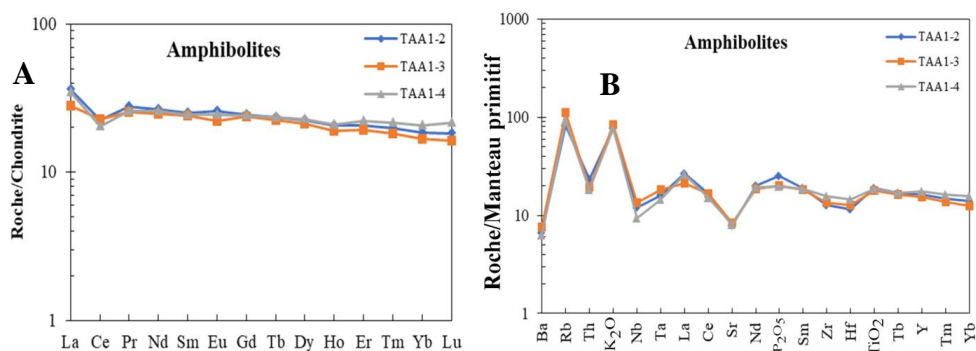 A
Roche/Chondrite
100
10
1
Amphibolites
TAA1-2
TAA1-3
TAA1-4
La Ce Pr Nd Sm Eu Gd Tb Dy Ho Er Tm Yb Lu
B
Roche/Manteau primitif
1000
100
10
1
Amphibolites
TAA1-2
TAA1-3
TAA1-4
Ba Rb Th K₂O Nb Ta La Ce Sr Nd P₂O₅ Sm Zr Hf TiO₂ Tb Y Tm Yb